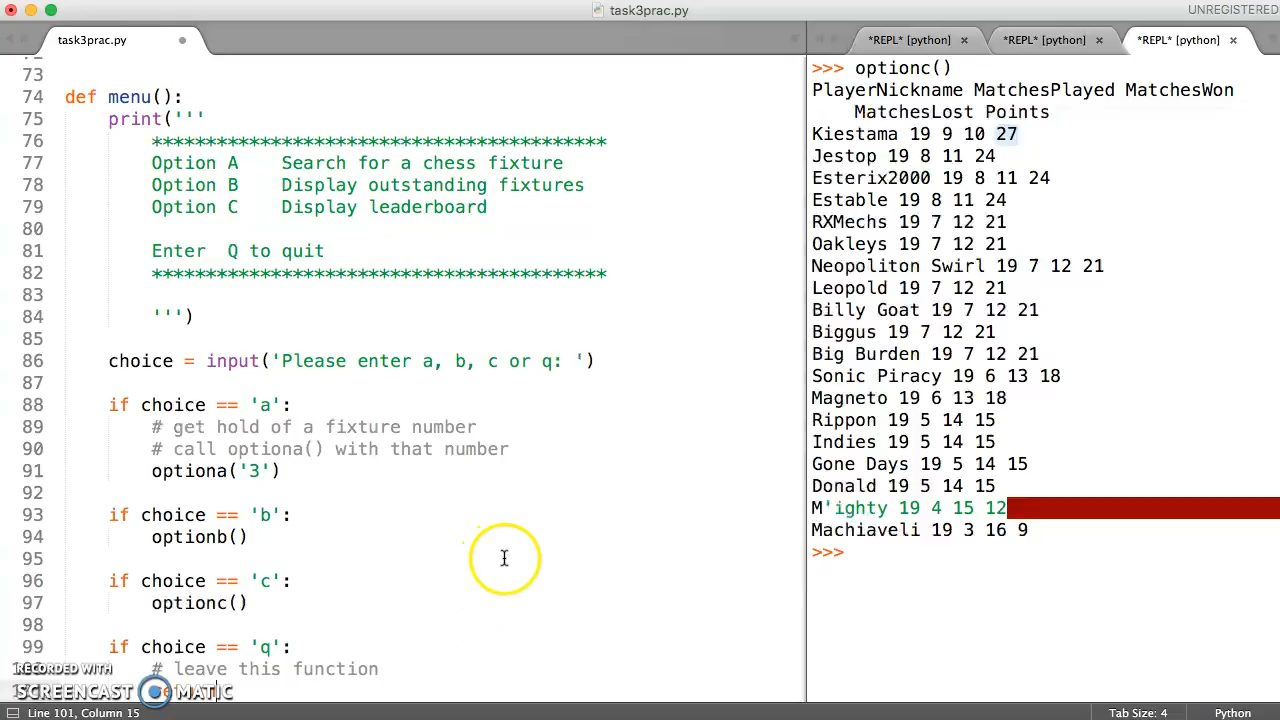 task3prac.py
UNREGISTERED
task3prac.py
*REPL* [python]
*REPL* [python]
*REPL* [python]
73
74 def menu():
75 print('''
76 ******************************************
77 Option A    Search for a chess fixture
78 Option B    Display outstanding fixtures
79 Option C    Display leaderboard
80
81 Enter  Q to quit
82 ******************************************
83
84 ''')
85
86 choice = input('Please enter a, b, c or q: ')
87
88 if choice == 'a':
89 # get hold of a fixture number
90 # call optiona() with that number
91 optiona('3')
92
93 if choice == 'b':
94 optionb()
95
96 if choice == 'c':
97 optionc()
98
99 if choice == 'q':
# leave this function
RECORDED WITH
SCREENCAST MATIC
Line 101, Column 15
>>> optionc()
PlayerNickname MatchesPlayed MatchesWon
MatchesLost Points
Kiestama 19 9 10 27
Jestop 19 8 11 24
Esterix2000 19 8 11 24
Estable 19 8 11 24
RXMechs 19 7 12 21
Oakleys 19 7 12 21
Neopoliton Swirl 19 7 12 21
Leopold 19 7 12 21
Billy Goat 19 7 12 21
Biggus 19 7 12 21
Big Burden 19 7 12 21
Sonic Piracy 19 6 13 18
Magneto 19 6 13 18
Rippon 19 5 14 15
Indies 19 5 14 15
Gone Days 19 5 14 15
Donald 19 5 14 15
M'ighty 19 4 15 12
Machiaveli 19 3 16 9
>>>
Tab Size: 4
Python